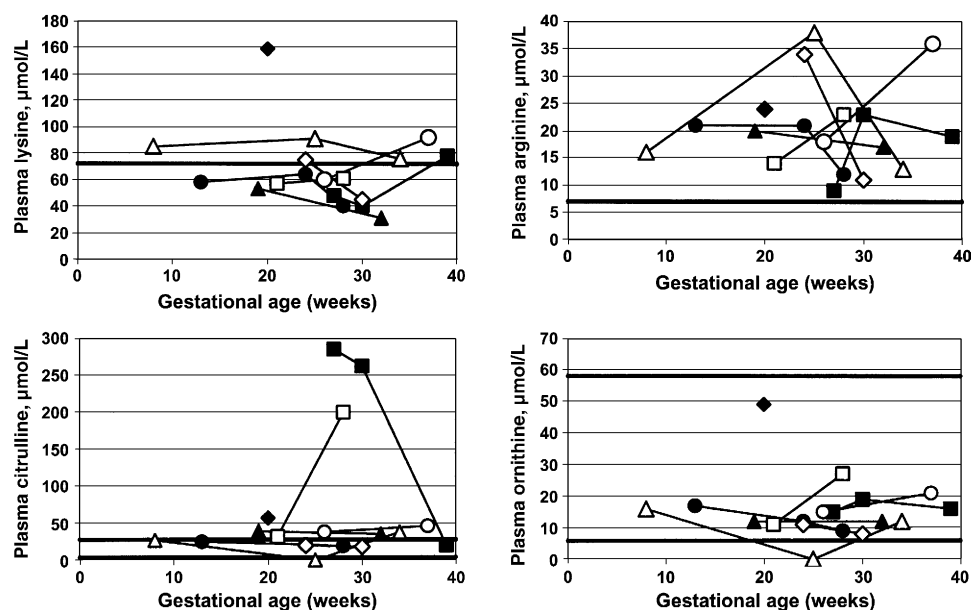 Plasma lysine, µmol/L
180
160
140
120
100
80
60
40
20
0
0 10 20 30 40
Gestational age (weeks)
Plasma arginine, µmol/L
40
35
30
25
20
15
10
5
0
0 10 20 30 40
Gestational age (weeks)
Plasma citrulline, µmol/L
300
250
200
150
100
50
0
0 10 20 30 40
Gestational age (weeks)
Plasma ornithine, µmol/L
70
60
50
40
30
20
10
0
0 10 20 30 40
Gestational age (weeks)